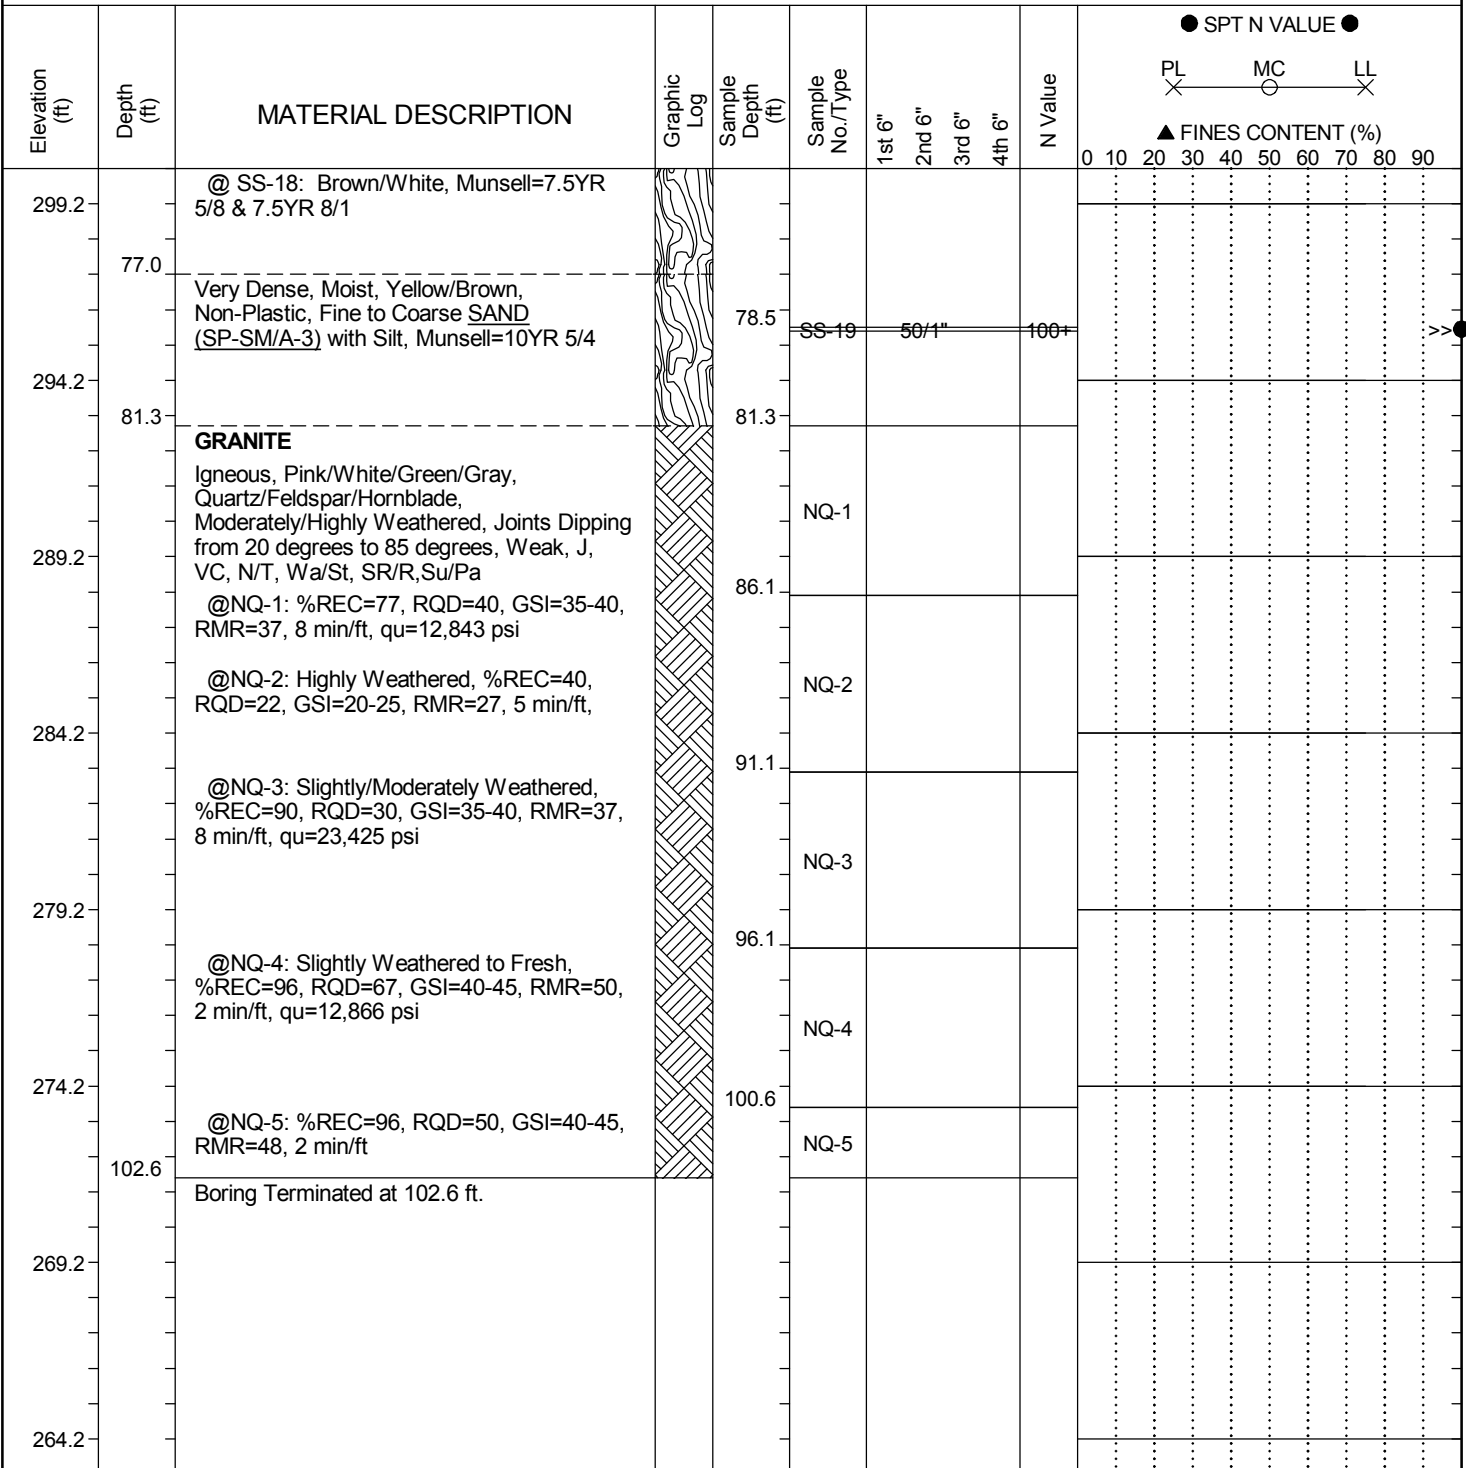 ● SPT N VALUE ●
PL MC LL
▲ FINES CONTENT (%)
0 10 20 30 40 50 60 70 80 90
Elevation
(ft)
Depth
(ft)
MATERIAL DESCRIPTION
Graphic
Log
Sample
Depth
(ft)
Sample
No./Type
1st 6"
2nd 6"
3rd 6"
4th 6"
N Value
@ SS-18: Brown/White, Munsell=7.5YR
5/8 & 7.5YR 8/1
299.2
77.0
Very Dense, Moist, Yellow/Brown,
Non-Plastic, Fine to Coarse SAND
(SP-SM/A-3) with Silt, Munsell=10YR 5/4
78.5
SS-19 50/1" 100+
>>●
294.2
81.3
81.3
GRANITE
Igneous, Pink/White/Green/Gray,
Quartz/Feldspar/Hornblade,
Moderately/Highly Weathered, Joints Dipping
from 20 degrees to 85 degrees, Weak, J,
VC, N/T, Wa/St, SR/R,Su/Pa
NQ-1
289.2
86.1
@NQ-1: %REC=77, RQD=40, GSI=35-40,
RMR=37, 8 min/ft, qu=12,843 psi
@NQ-2: Highly Weathered, %REC=40,
RQD=22, GSI=20-25, RMR=27, 5 min/ft,
NQ-2
284.2
91.1
@NQ-3: Slightly/Moderately Weathered,
%REC=90, RQD=30, GSI=35-40, RMR=37,
8 min/ft, qu=23,425 psi
NQ-3
279.2
96.1
@NQ-4: Slightly Weathered to Fresh,
%REC=96, RQD=67, GSI=40-45, RMR=50,
2 min/ft, qu=12,866 psi
NQ-4
274.2
100.6
@NQ-5: %REC=96, RQD=50, GSI=40-45,
RMR=48, 2 min/ft
NQ-5
102.6
Boring Terminated at 102.6 ft.
269.2
264.2